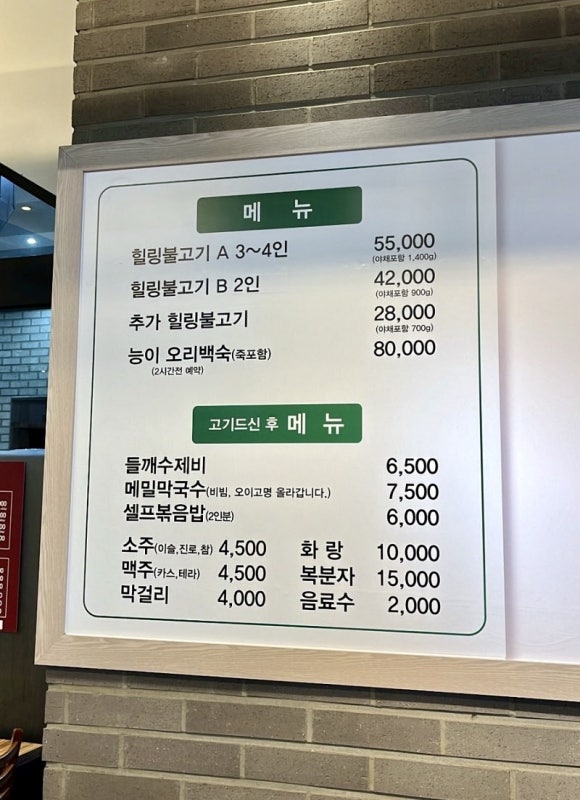 메 뉴
힐링불고기 A 3~4인 55,000
(야채포함 1,400g)
힐링불고기 B 2인 42,000
(야채포함 900g)
추가 힐링불고기 28,000
(야채포함 700g)
능이 오리백숙(죽포함) 80,000
(2시간전 예약)
고기드신 후 메 뉴
들깨수제비 6,500
메밀막국수(비빔, 오이고명 올라갑니다.) 7,500
셀프볶음밥(2인분) 6,000
소주(이슬,진로,참) 4,500 화 랑 10,000
맥주(카스,테라) 4,500 복분자 15,000
막걸리 4,000 음료수 2,000